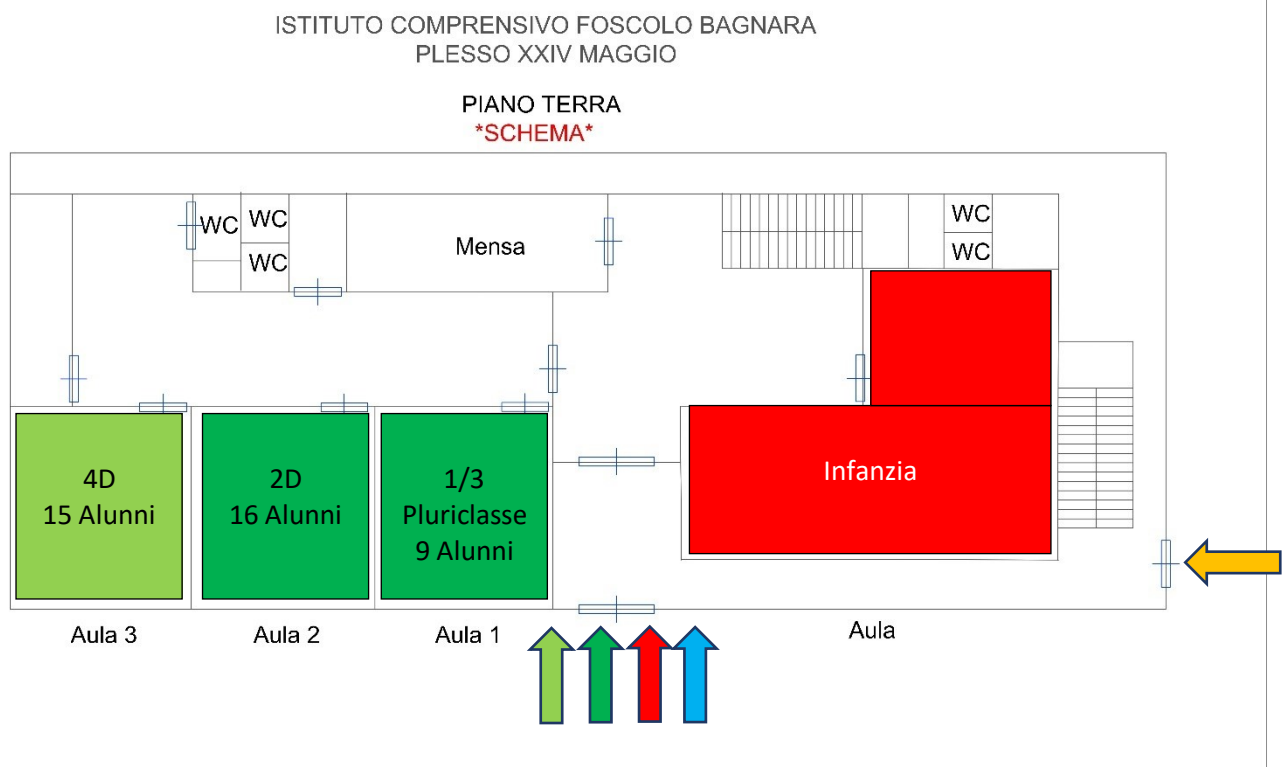 ISTITUTO COMPRENSIVO FOSCOLO BAGNARA
PLESSO XXIV MAGGIO
PIANO TERRA
*SCHEMA*
WC
WC
WC
Mensa
WC
WC
4D
15 Alunni
2D
16 Alunni
1/3
Pluriclasse
9 Alunni
Infanzia
Aula 3
Aula 2
Aula 1
Aula